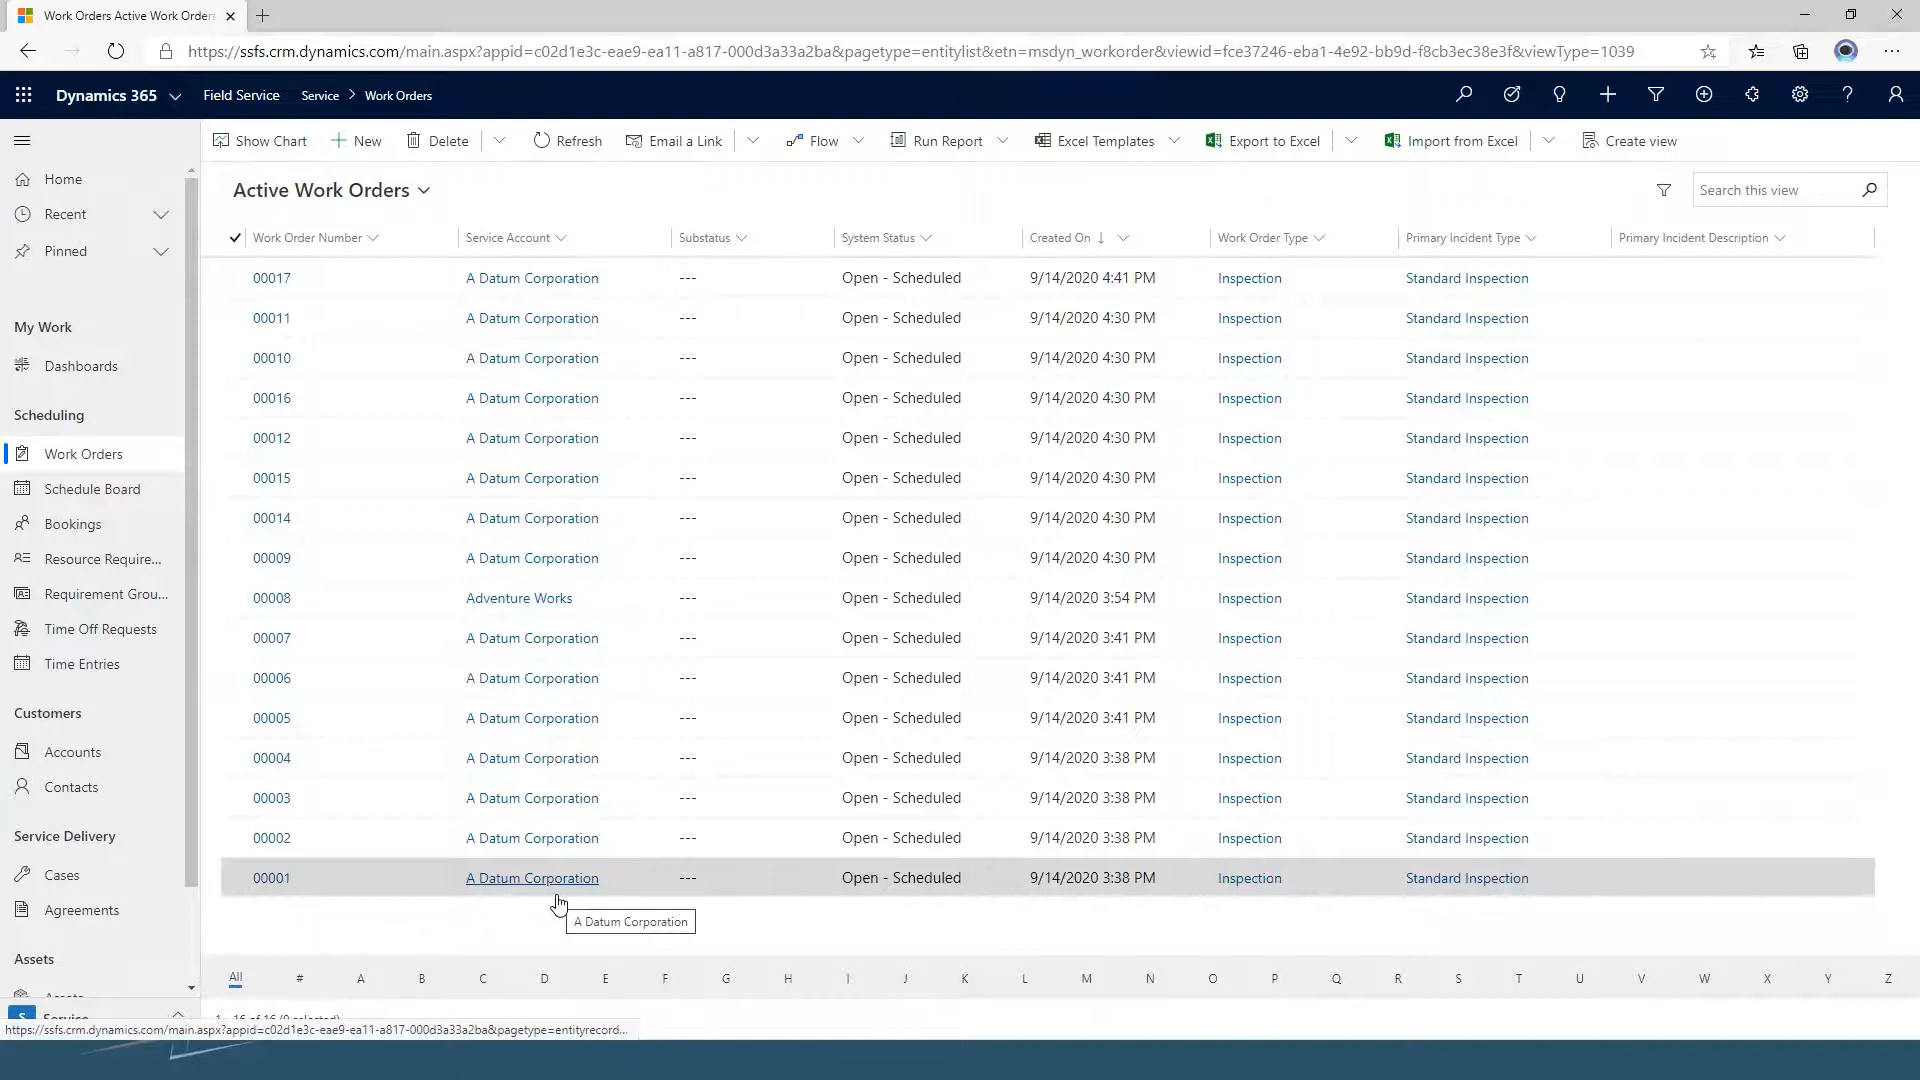 Work Orders Active Work Orders
https://ssfs.crm.dynamics.com/main.aspx?appid=c02d1e3c-eae9-ea11-a817-000d3a33a2ba&pagetype=entitylist&etn=msdyn_workorder&viewid=fce37246-eba1-4e92-bb9d-f8cb3ec38e3f&viewType=1039
Dynamics 365 Field Service Service > Work Orders
Show Chart New Delete Refresh Email a Link Flow Run Report Excel Templates Export to Excel Import from Excel Create view
Home
Recent
Pinned
My Work
Dashboards
Scheduling
Work Orders
Schedule Board
Bookings
Resource Require...
Requirement Grou...
Time Off Requests
Time Entries
Customers
Accounts
Contacts
Service Delivery
Cases
Agreements
Assets
Assets
S Service
Active Work Orders
Search this view
Work Order Number Service Account Substatus System Status Created On Work Order Type Primary Incident Type Primary Incident Description
00017 A Datum Corporation --- Open - Scheduled 9/14/2020 4:41 PM Inspection Standard Inspection
00011 A Datum Corporation --- Open - Scheduled 9/14/2020 4:30 PM Inspection Standard Inspection
00010 A Datum Corporation --- Open - Scheduled 9/14/2020 4:30 PM Inspection Standard Inspection
00016 A Datum Corporation --- Open - Scheduled 9/14/2020 4:30 PM Inspection Standard Inspection
00012 A Datum Corporation --- Open - Scheduled 9/14/2020 4:30 PM Inspection Standard Inspection
00015 A Datum Corporation --- Open - Scheduled 9/14/2020 4:30 PM Inspection Standard Inspection
00014 A Datum Corporation --- Open - Scheduled 9/14/2020 4:30 PM Inspection Standard Inspection
00009 A Datum Corporation --- Open - Scheduled 9/14/2020 4:30 PM Inspection Standard Inspection
00008 Adventure Works --- Open - Scheduled 9/14/2020 3:54 PM Inspection Standard Inspection
00007 A Datum Corporation --- Open - Scheduled 9/14/2020 3:41 PM Inspection Standard Inspection
00006 A Datum Corporation --- Open - Scheduled 9/14/2020 3:41 PM Inspection Standard Inspection
00005 A Datum Corporation --- Open - Scheduled 9/14/2020 3:41 PM Inspection Standard Inspection
00004 A Datum Corporation --- Open - Scheduled 9/14/2020 3:38 PM Inspection Standard Inspection
00003 A Datum Corporation --- Open - Scheduled 9/14/2020 3:38 PM Inspection Standard Inspection
00002 A Datum Corporation --- Open - Scheduled 9/14/2020 3:38 PM Inspection Standard Inspection
00001 A Datum Corporation --- Open - Scheduled 9/14/2020 3:38 PM Inspection Standard Inspection
A Datum Corporation
All # A B C D E F G H I J K L M N O P Q R S T U V W X Y Z
1 - 16 of 16 (0 selected)
https://ssfs.crm.dynamics.com/main.aspx?appid=c02d1e3c-eae9-ea11-a817-000d3a33a2ba&pagetype=entityrecord...